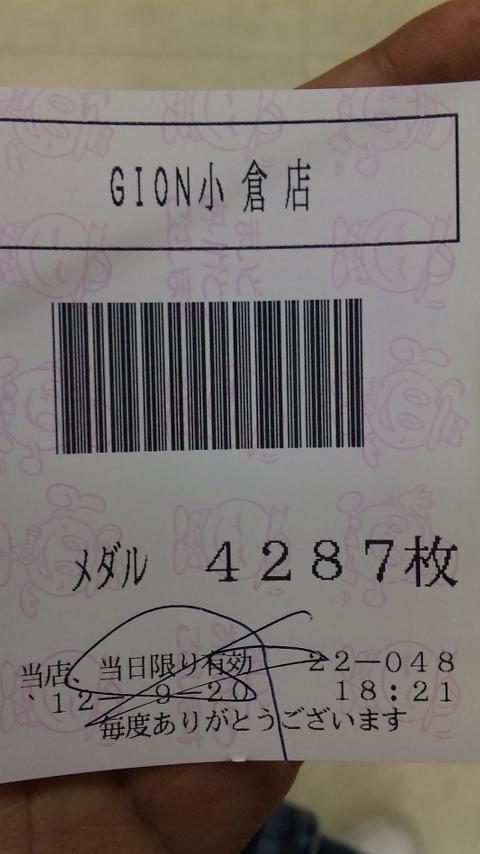 GION小倉店
メダル 4287枚
当店、当日限り有効 22-048
'12-9-20 18:21
毎度ありがとうございます